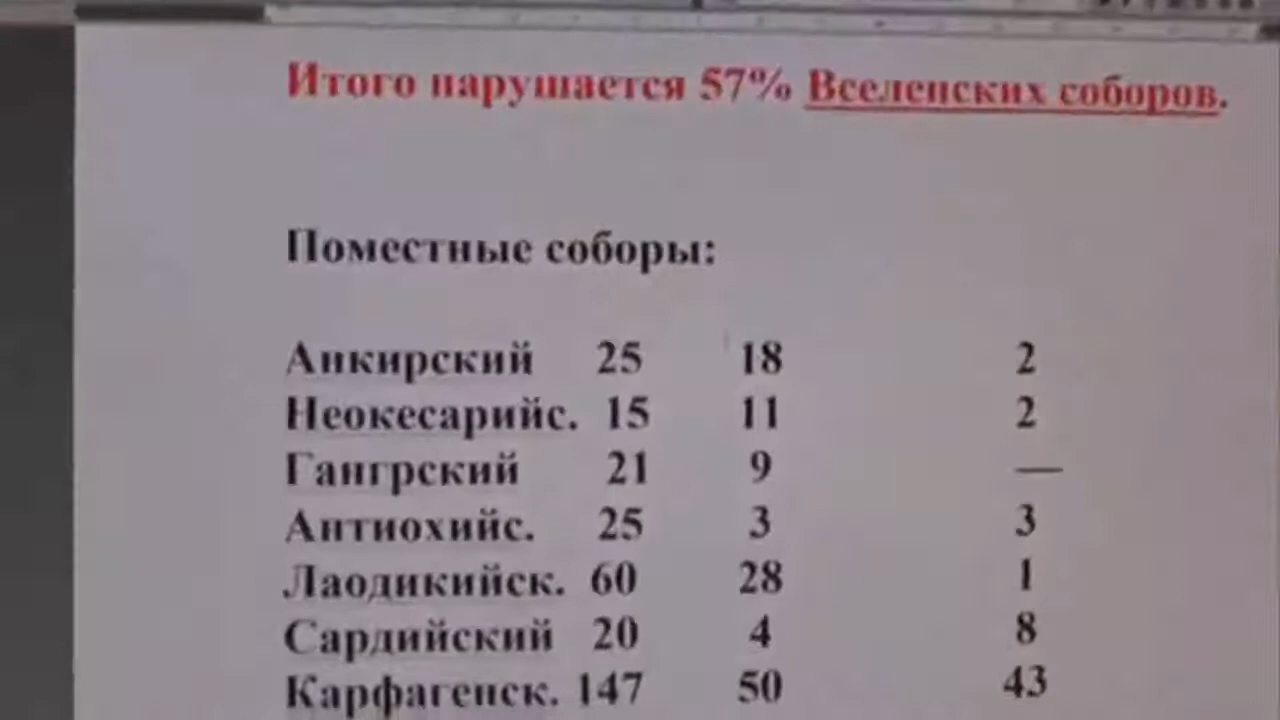 Итого нарушается 57% Вселенских соборов.
Поместные соборы:
Анкирский 25 18 2
Неокесарийс. 15 11 2
Гангрский 21 9 —
Антиохийс. 25 3 3
Лаодикийск. 60 28 1
Сардийский 20 4 8
Карфагенск. 147 50 43